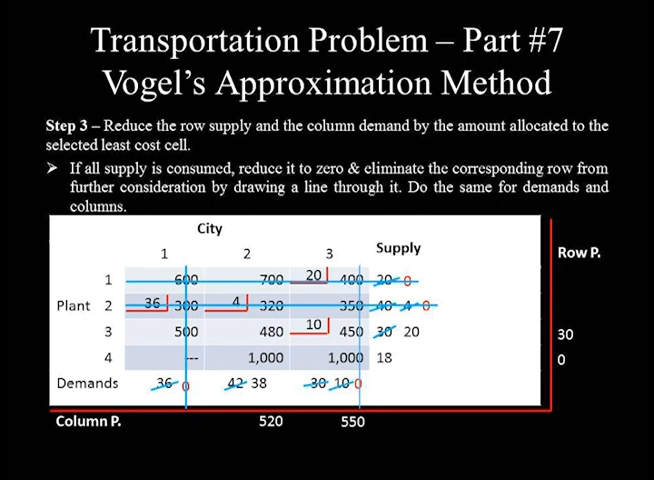 Transportation Problem – Part #7
Vogel's Approximation Method
Step 3 – Reduce the row supply and the column demand by the amount allocated to the
selected least cost cell.
➤ If all supply is consumed, reduce it to zero & eliminate the corresponding row from
further consideration by drawing a line through it. Do the same for demands and
columns.
City
1 2 3 Supply Row P.
1 600 700 20 400 20 0
Plant 2 36 300 4 320 350 40 4 0
3 500 480 10 450 30 20 30
4 --- 1,000 1,000 18 0
Demands 36 0 42 38 30 10 0
Column P. 520 550